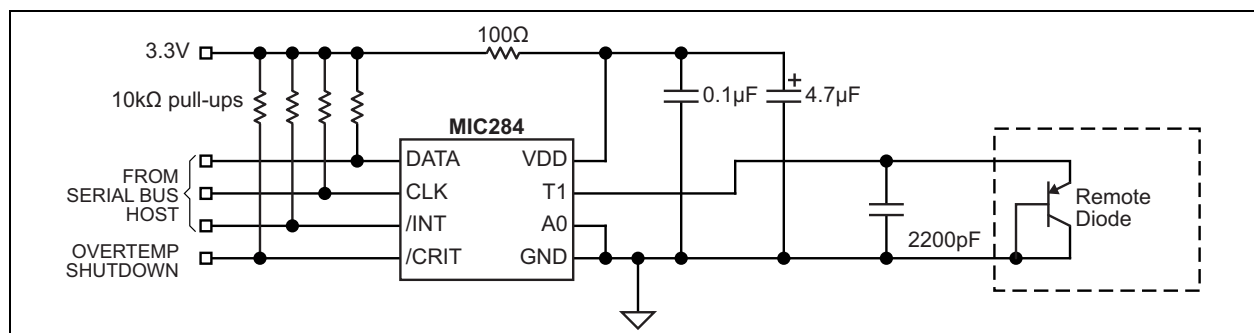 3.3V
100Ω
10kΩ pull-ups
0.1µF
+
4.7µF
MIC284
FROM
SERIAL BUS
HOST
OVERTEMP
SHUTDOWN
DATA
CLK
/INT
/CRIT
VDD
T1
A0
GND
2200pF
Remote
Diode